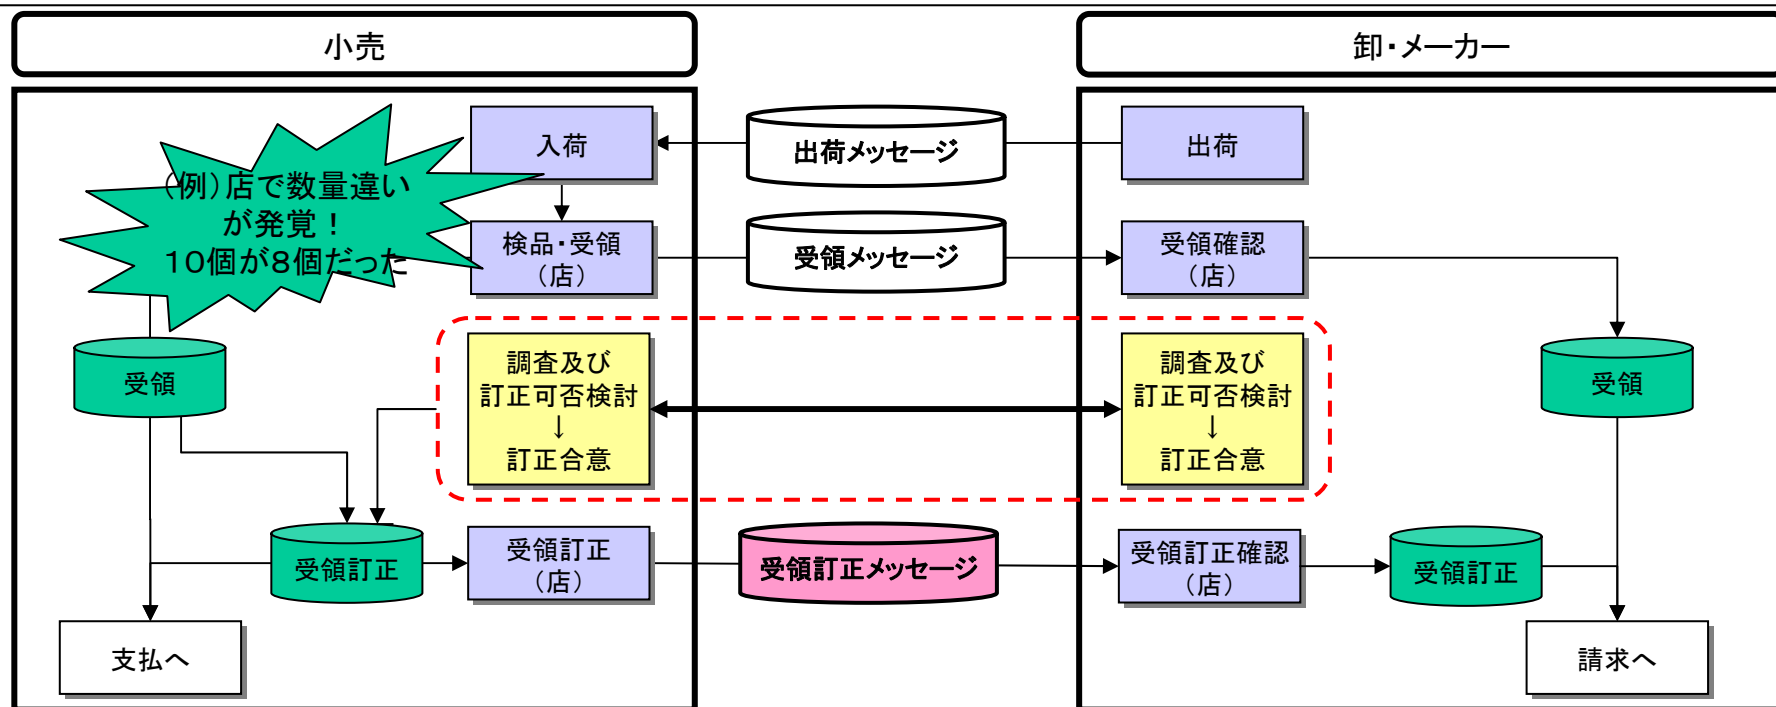 小売
卸・メーカー
入荷
出荷メッセージ
出荷
(例)店で数量違い
が発覚！
１０個が８個だった
検品・受領
（店）
受領メッセージ
受領確認
（店）
受領
調査及び
訂正可否検討
↓
訂正合意
調査及び
訂正可否検討
↓
訂正合意
受領
受領訂正
受領訂正
（店）
受領訂正メッセージ
受領訂正確認
（店）
受領訂正
支払へ
請求へ